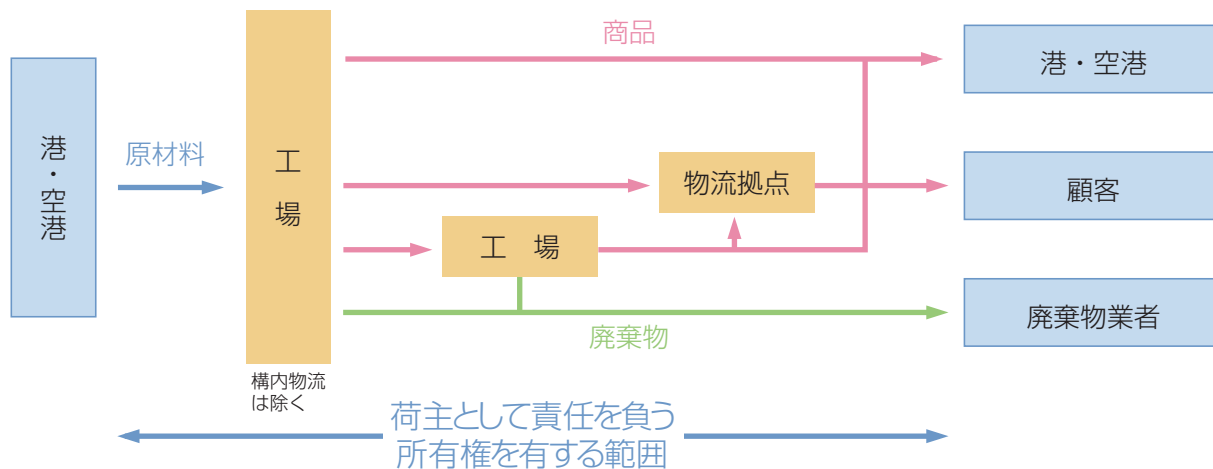 商品
港・空港
港・空港
原材料
工場
物流拠点
顧客
工 場
廃棄物業者
廃棄物
構内物流
は除く
荷主として責任を負う
所有権を有する範囲